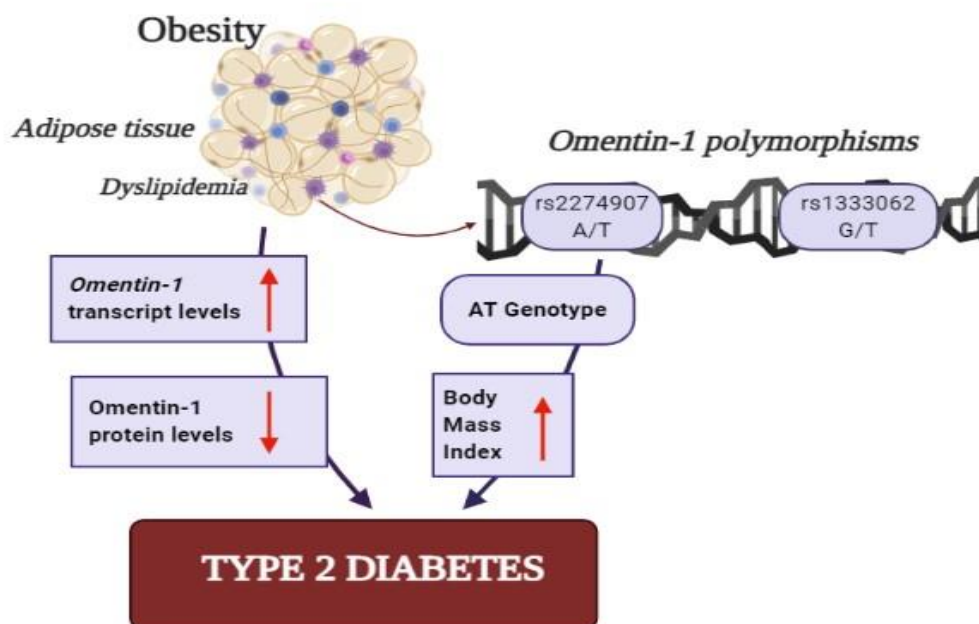 Obesity
Adipose tissue
Dyslipidemia
Omentin-1 polymorphisms
rs2274907
A/T
rs1333062
G/T
Omentin-1
transcript levels
AT Genotype
Omentin-1
protein levels
Body
Mass
Index
TYPE 2 DIABETES